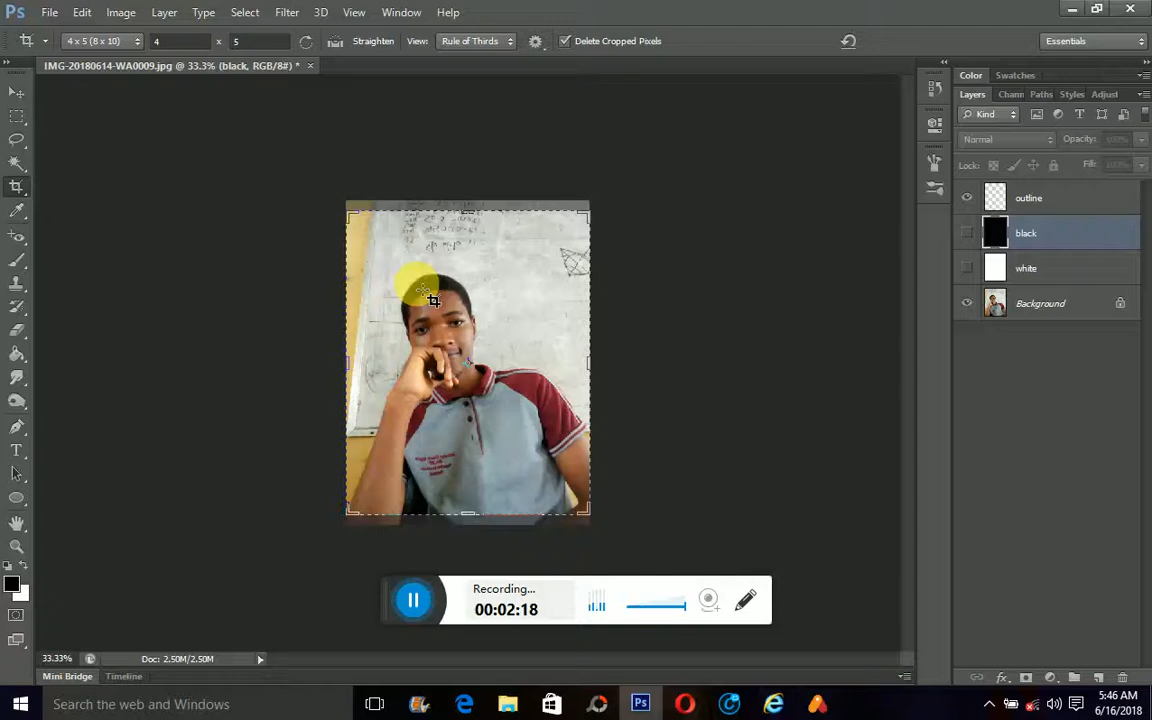 Ps File Edit Image Layer Type Select Filter 3D View Window Help
4 x 5 (8 x 10) 4 x 5 Straighten View: Rule of Thirds Delete Cropped Pixels Essentials
IMG-20180614-WA0009.jpg @ 33.3% (black, RGB/8#) * ×
Color Swatches
Layers Chann Paths Styles Adjust
Kind
Normal Opacity: 100%
Lock: Fill: 100%
outline
black
white
Background
Recording...
00:02:18
33.33% Doc: 2.50M/2.50M
Mini Bridge Timeline
Search the web and Windows
Ps
5:46 AM
6/16/2018